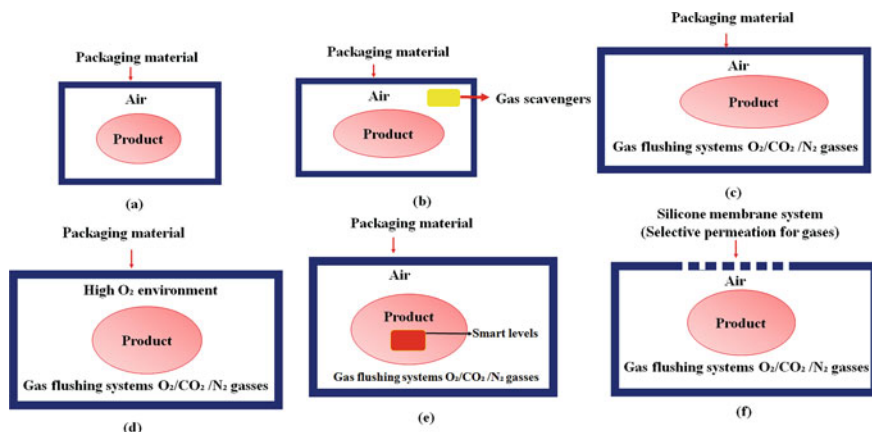 Packaging material
Air
Product
(a)
Packaging material
Air
Gas scavengers
Product
(b)
Packaging material
Air
Product
Gas flushing systems O₂/CO₂ /N₂ gasses
(c)
Packaging material
High O₂ environment
Product
Gas flushing systems O₂/CO₂ /N₂ gasses
(d)
Packaging material
Air
Product
Smart levels
Gas flushing systems O₂/CO₂ /N₂ gasses
(e)
Silicone membrane system
(Selective permeation for gases)
Air
Product
Gas flushing systems O₂/CO₂ /N₂ gasses
(f)